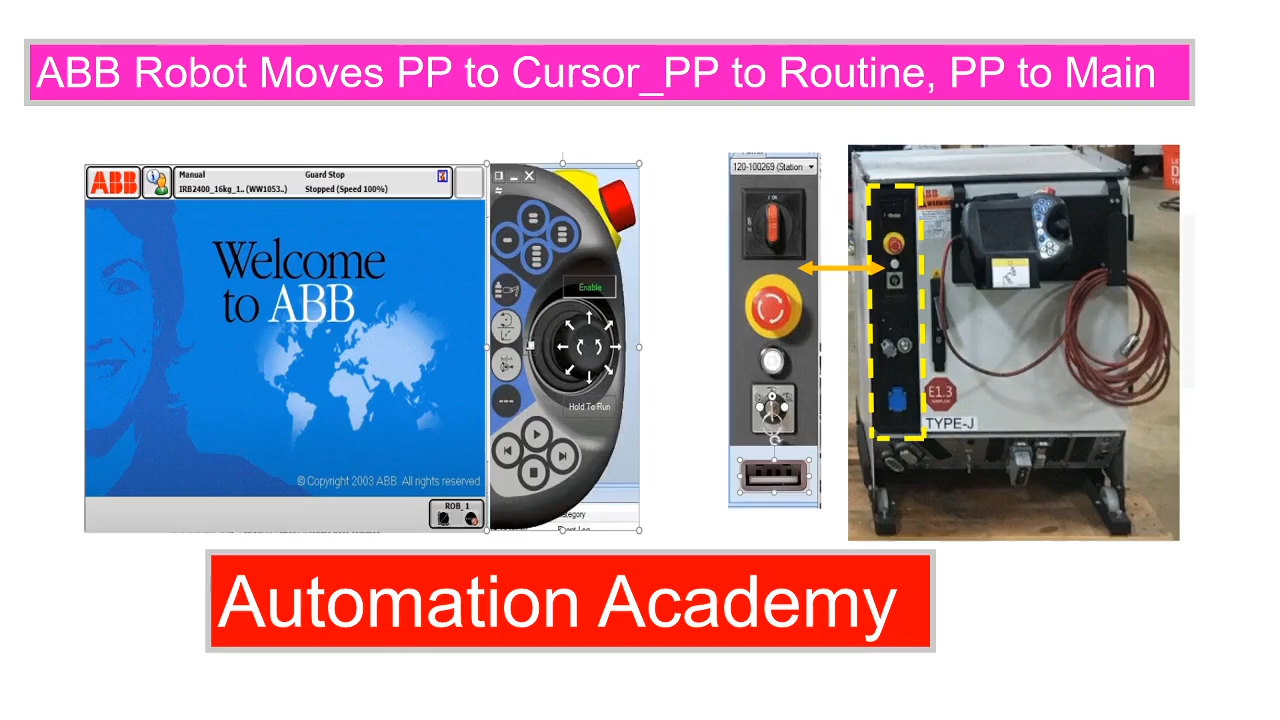 ABB Robot Moves PP to Cursor_PP to Routine, PP to Main
ABB
Manual
Guard Stop
IRB2400_16kg_1.. (WW1053..)
Stopped (Speed 100%)
Welcome
to ABB
© Copyright 2003 ABB. All rights reserved.
ROB_1
Enable
Hold To Run
120-100269 (Station
E1.3
TYPE-J
Automation Academy